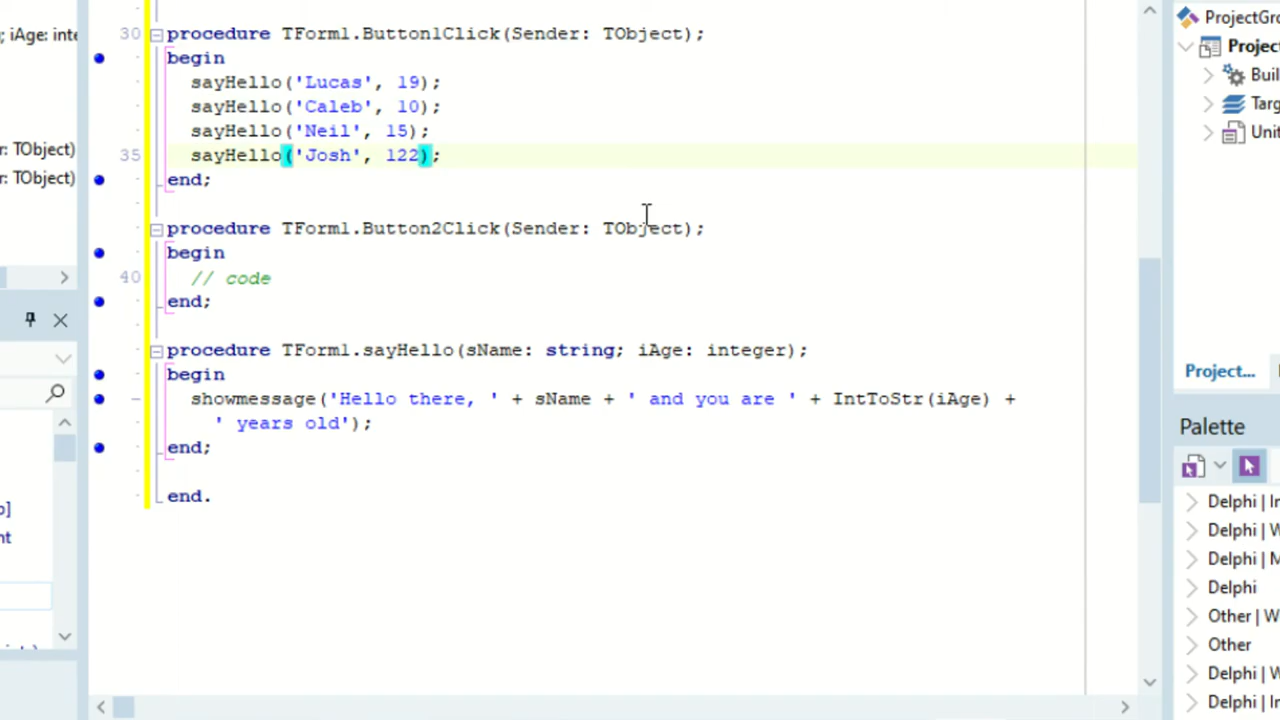 ; iAge: inte
r: TObject)
r: TObject)
o]
nt
30 procedure TForm1.Button1Click(Sender: TObject);
begin
sayHello('Lucas', 19);
sayHello('Caleb', 10);
sayHello('Neil', 15);
35 sayHello('Josh', 122);
end;
procedure TForm1.Button2Click(Sender: TObject);
begin
40 // code
end;
procedure TForm1.sayHello(sName: string; iAge: integer);
begin
showmessage('Hello there, ' + sName + ' and you are ' + IntToStr(iAge) +
' years old');
end;
end.
ProjectGro
Projec
Buil
Targ
Unit
Project...
Palette
Delphi | In
Delphi | W
Delphi | M
Delphi
Other | W
Other
Delphi | W
Delphi | In